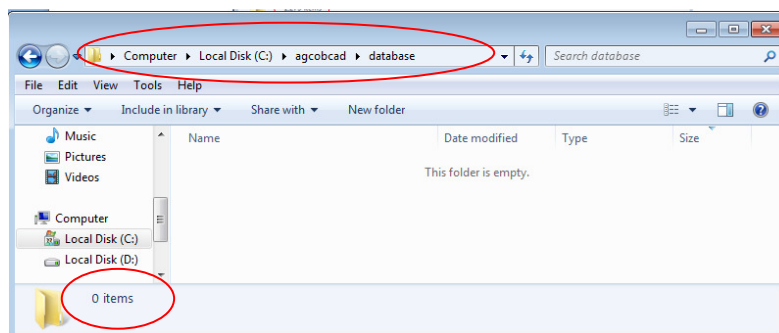 Computer ▸ Local Disk (C:) ▸ agcobcad ▸ database
Search database
File Edit View Tools Help
Organize Include in library Share with New folder
Music
Pictures
Videos
Computer
Local Disk (C:)
Local Disk (D:)
Name Date modified Type Size
This folder is empty.
0 items